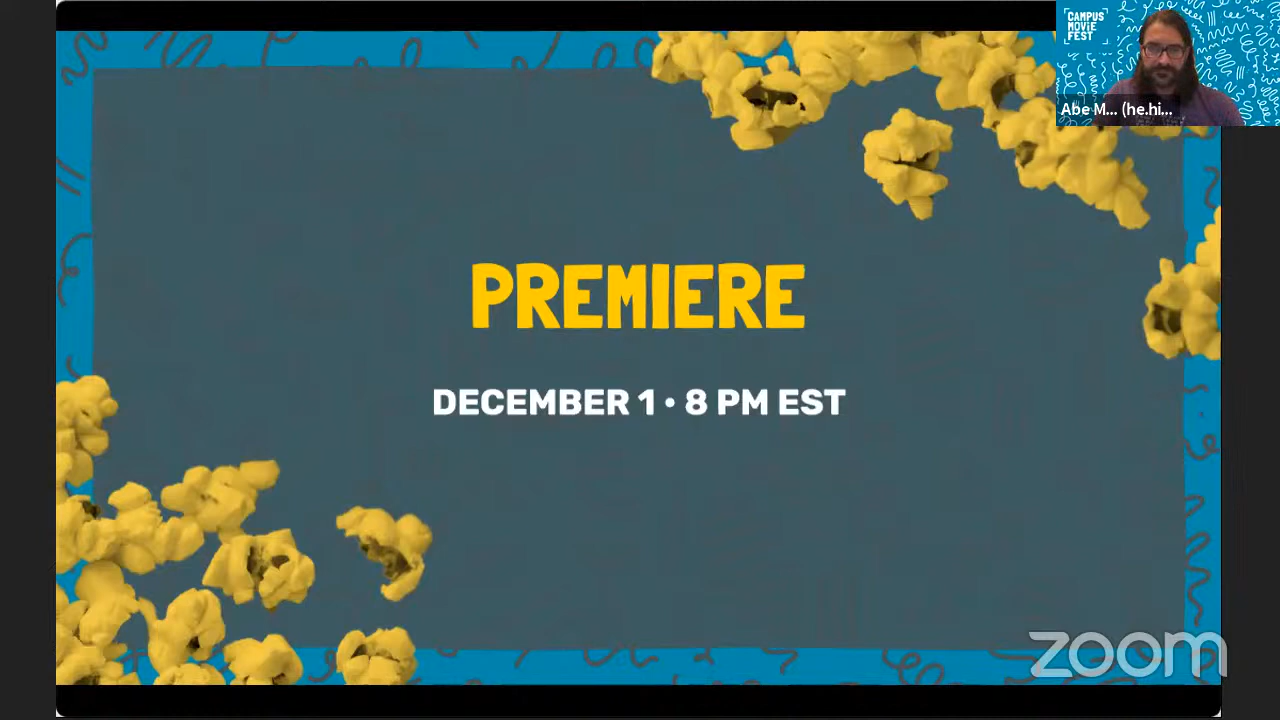 CAMPUS
MOVIE
FEST
Abe M... (he.hi...
PREMIERE
DECEMBER 1 • 8 PM EST
zoom